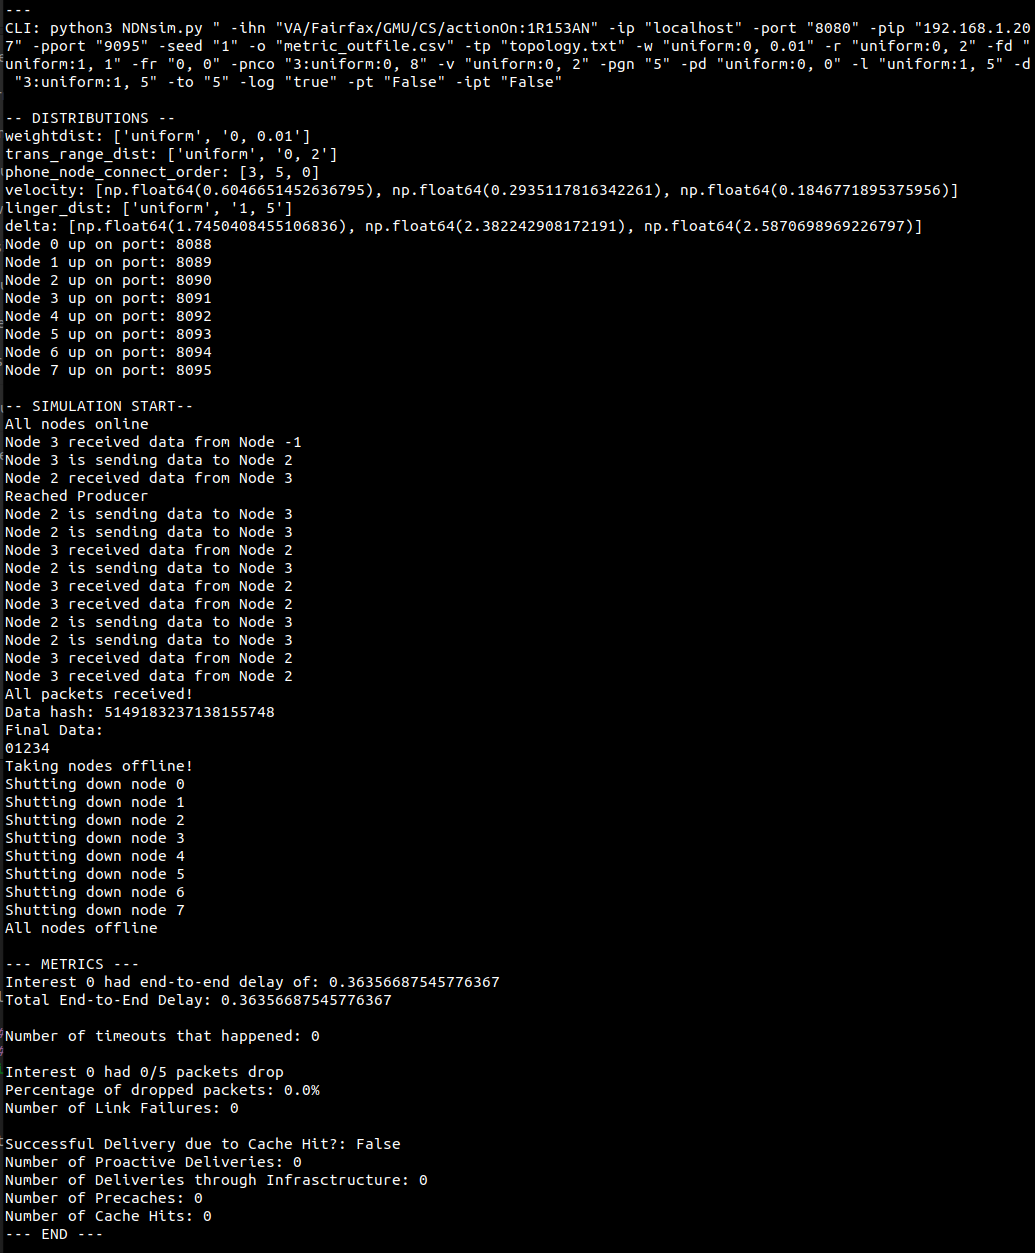 ---
CLI: python3 NDNsim.py " -ihn "VA/Fairfax/GMU/CS/actionOn:1R153AN" -ip "localhost" -port "8080" -pip "192.168.1.20
7" -pport "9095" -seed "1" -o "metric_outfile.csv" -tp "topology.txt" -w "uniform:0, 0.01" -r "uniform:0, 2" -fd "
uniform:1, 1" -fr "0, 0" -pnco "3:uniform:0, 8" -v "uniform:0, 2" -pgn "5" -pd "uniform:0, 0" -l "uniform:1, 5" -d
"3:uniform:1, 5" -to "5" -log "true" -pt "False" -ipt "False"

-- DISTRIBUTIONS --
weightdist: ['uniform', '0, 0.01']
trans_range_dist: ['uniform', '0, 2']
phone_node_connect_order: [3, 5, 0]
velocity: [np.float64(0.6046651452636795), np.float64(0.2935117816342261), np.float64(0.1846771895375956)]
linger_dist: ['uniform', '1, 5']
delta: [np.float64(1.7450408455106836), np.float64(2.382242908172191), np.float64(2.5870698969226797)]
Node 0 up on port: 8088
Node 1 up on port: 8089
Node 2 up on port: 8090
Node 3 up on port: 8091
Node 4 up on port: 8092
Node 5 up on port: 8093
Node 6 up on port: 8094
Node 7 up on port: 8095

-- SIMULATION START--
All nodes online
Node 3 received data from Node -1
Node 3 is sending data to Node 2
Node 2 received data from Node 3
Reached Producer
Node 2 is sending data to Node 3
Node 2 is sending data to Node 3
Node 3 received data from Node 2
Node 2 is sending data to Node 3
Node 3 received data from Node 2
Node 3 received data from Node 2
Node 2 is sending data to Node 3
Node 2 is sending data to Node 3
Node 3 received data from Node 2
Node 3 received data from Node 2
All packets received!
Data hash: 5149183237138155748
Final Data:
01234
Taking nodes offline!
Shutting down node 0
Shutting down node 1
Shutting down node 2
Shutting down node 3
Shutting down node 4
Shutting down node 5
Shutting down node 6
Shutting down node 7
All nodes offline

--- METRICS ---
Interest 0 had end-to-end delay of: 0.36356687545776367
Total End-to-End Delay: 0.36356687545776367

Number of timeouts that happened: 0

Interest 0 had 0/5 packets drop
Percentage of dropped packets: 0.0%
Number of Link Failures: 0

Successful Delivery due to Cache Hit?: False
Number of Proactive Deliveries: 0
Number of Deliveries through Infrasctructure: 0
Number of Precaches: 0
Number of Cache Hits: 0
--- END ---